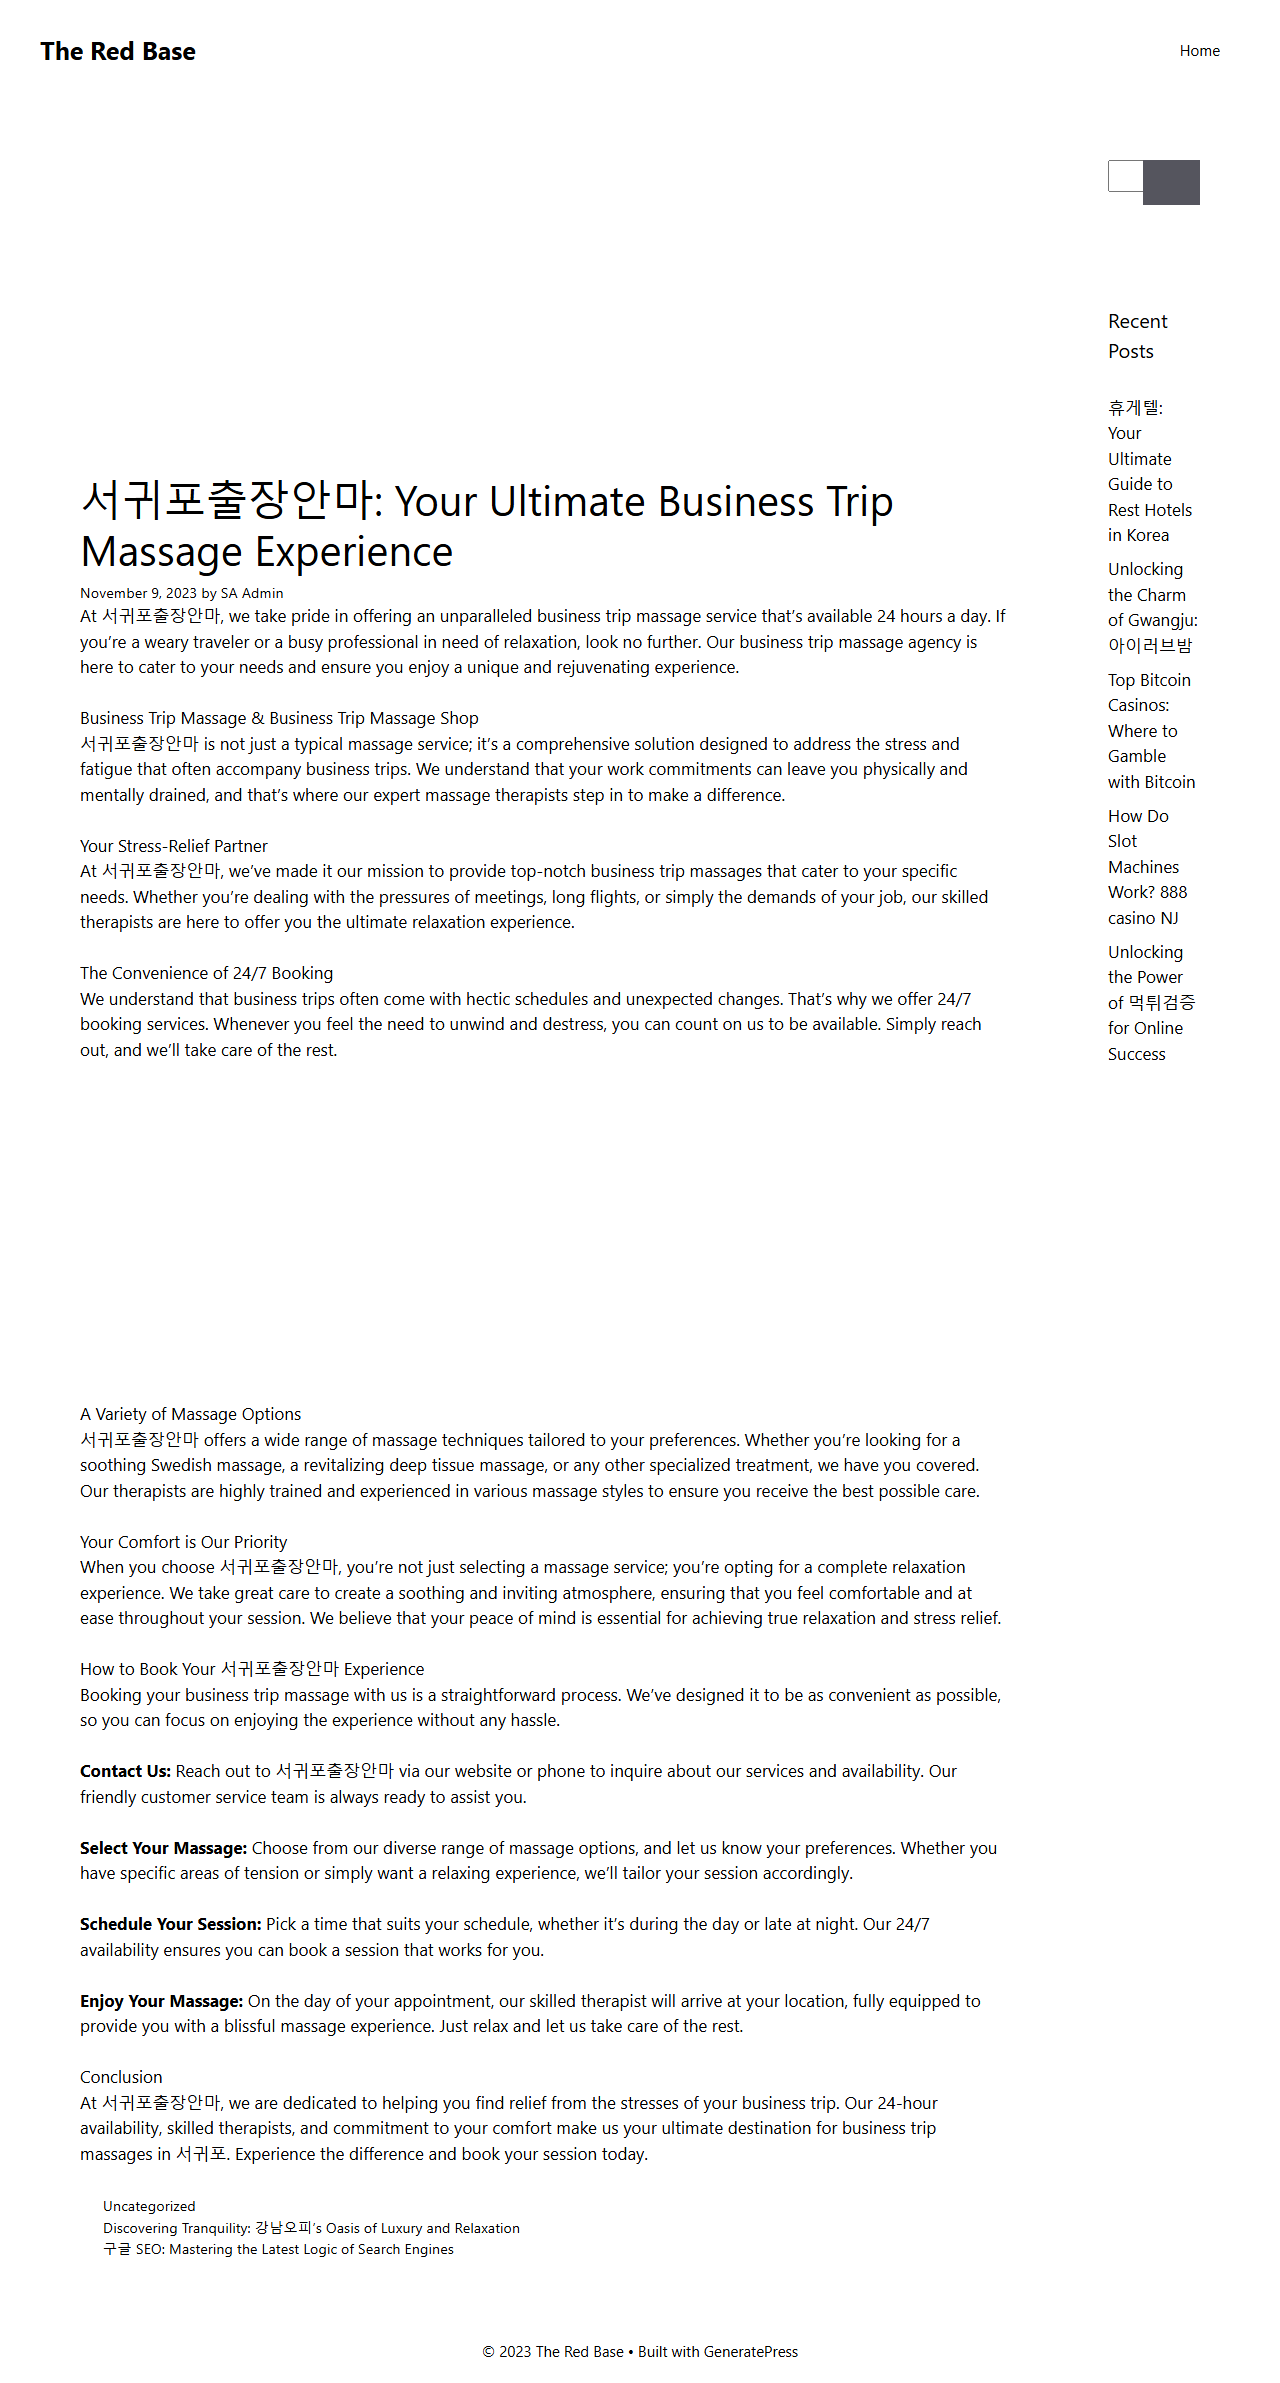 The Red Base
Home
Recent
Posts
휴게텔:
Your
Ultimate
Guide to
Rest Hotels
in Korea
Unlocking
the Charm
of Gwangju:
아이러브밤
Top Bitcoin
Casinos:
Where to
Gamble
with Bitcoin
How Do
Slot
Machines
Work? 888
casino NJ
Unlocking
the Power
of 먹튀검증
for Online
Success
서귀포출장안마: Your Ultimate Business Trip
Massage Experience
November 9, 2023 by SA Admin
At 서귀포출장안마, we take pride in offering an unparalleled business trip massage service that’s available 24 hours a day. If
you’re a weary traveler or a busy professional in need of relaxation, look no further. Our business trip massage agency is
here to cater to your needs and ensure you enjoy a unique and rejuvenating experience.
Business Trip Massage & Business Trip Massage Shop
서귀포출장안마 is not just a typical massage service; it’s a comprehensive solution designed to address the stress and
fatigue that often accompany business trips. We understand that your work commitments can leave you physically and
mentally drained, and that’s where our expert massage therapists step in to make a difference.
Your Stress-Relief Partner
At 서귀포출장안마, we’ve made it our mission to provide top-notch business trip massages that cater to your specific
needs. Whether you’re dealing with the pressures of meetings, long flights, or simply the demands of your job, our skilled
therapists are here to offer you the ultimate relaxation experience.
The Convenience of 24/7 Booking
We understand that business trips often come with hectic schedules and unexpected changes. That’s why we offer 24/7
booking services. Whenever you feel the need to unwind and destress, you can count on us to be available. Simply reach
out, and we’ll take care of the rest.
A Variety of Massage Options
서귀포출장안마 offers a wide range of massage techniques tailored to your preferences. Whether you’re looking for a
soothing Swedish massage, a revitalizing deep tissue massage, or any other specialized treatment, we have you covered.
Our therapists are highly trained and experienced in various massage styles to ensure you receive the best possible care.
Your Comfort is Our Priority
When you choose 서귀포출장안마, you’re not just selecting a massage service; you’re opting for a complete relaxation
experience. We take great care to create a soothing and inviting atmosphere, ensuring that you feel comfortable and at
ease throughout your session. We believe that your peace of mind is essential for achieving true relaxation and stress relief.
How to Book Your 서귀포출장안마 Experience
Booking your business trip massage with us is a straightforward process. We’ve designed it to be as convenient as possible,
so you can focus on enjoying the experience without any hassle.
Contact Us: Reach out to 서귀포출장안마 via our website or phone to inquire about our services and availability. Our
friendly customer service team is always ready to assist you.
Select Your Massage: Choose from our diverse range of massage options, and let us know your preferences. Whether you
have specific areas of tension or simply want a relaxing experience, we’ll tailor your session accordingly.
Schedule Your Session: Pick a time that suits your schedule, whether it’s during the day or late at night. Our 24/7
availability ensures you can book a session that works for you.
Enjoy Your Massage: On the day of your appointment, our skilled therapist will arrive at your location, fully equipped to
provide you with a blissful massage experience. Just relax and let us take care of the rest.
Conclusion
At 서귀포출장안마, we are dedicated to helping you find relief from the stresses of your business trip. Our 24-hour
availability, skilled therapists, and commitment to your comfort make us your ultimate destination for business trip
massages in 서귀포. Experience the difference and book your session today.
Uncategorized
Discovering Tranquility: 강남오피’s Oasis of Luxury and Relaxation
구글 SEO: Mastering the Latest Logic of Search Engines
© 2023 The Red Base • Built with GeneratePress